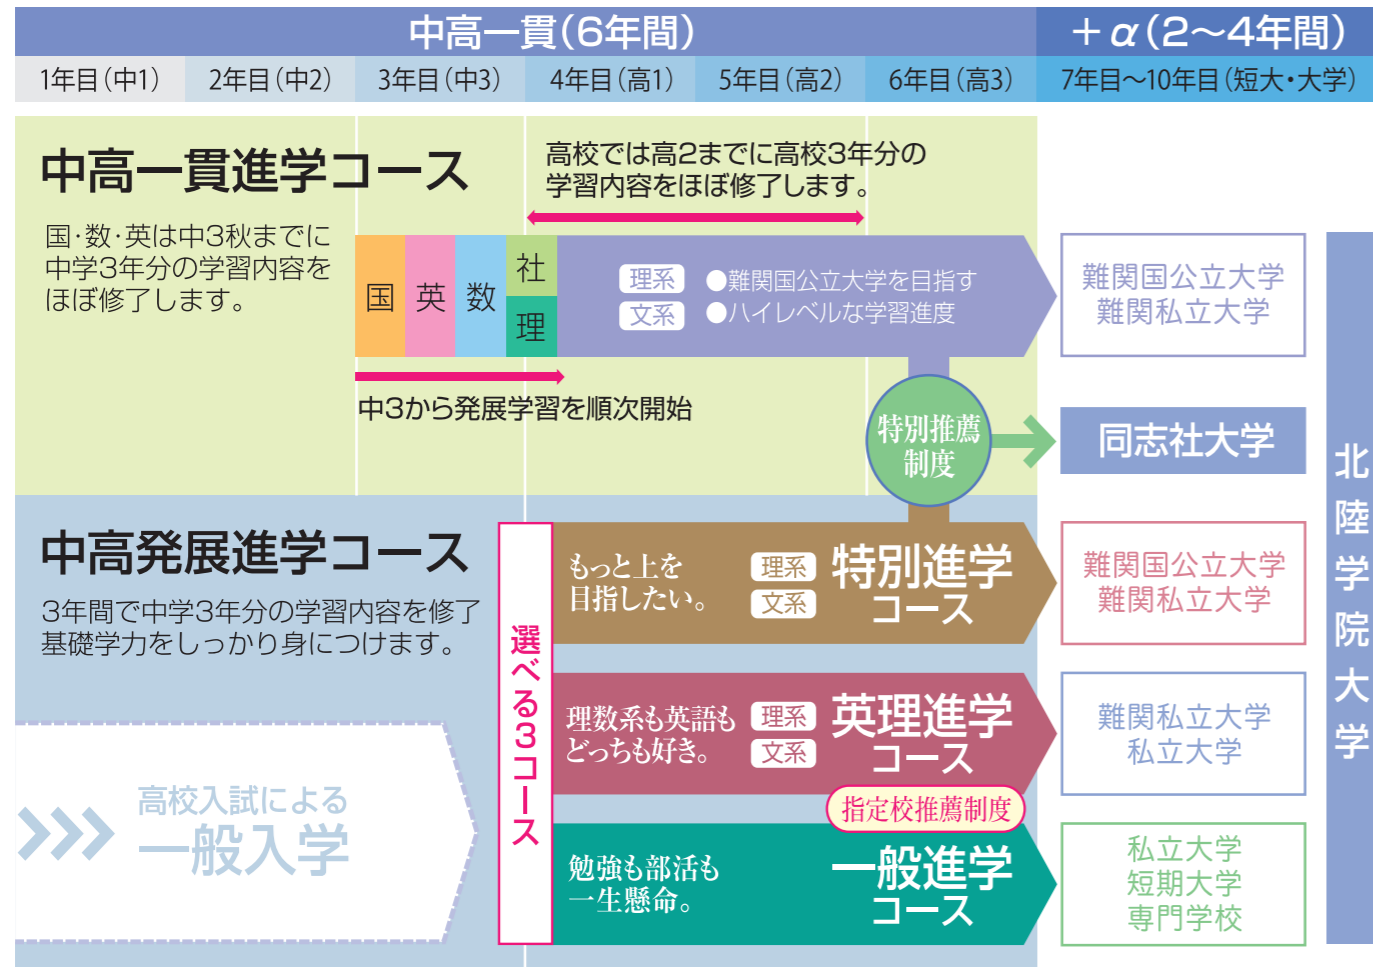 中高一貫(6年間)
+α(2〜4年間)
1年目(中1)
2年目(中2)
3年目(中3)
4年目(高1)
5年目(高2)
6年目(高3)
7年目〜10年目(短大・大学)
中高一貫進学コース
国・数・英は中3秋までに
中学3年分の学習内容を
ほぼ修了します。
高校では高2までに高校3年分の
学習内容をほぼ修了します。
国
英
数
社
理
理系
文系
●難関国公立大学を目指す
●ハイレベルな学習進度
中3から発展学習を順次開始
難関国公立大学
難関私立大学
特別推薦
制度
同志社大学
北陸学院大学
中高発展進学コース
3年間で中学3年分の学習内容を修了
基礎学力をしっかり身につけます。
高校入試による
一般入学
選べる3コース
もっと上を
目指したい。
理系
文系
特別進学
コース
難関国公立大学
難関私立大学
理数系も英語も
どっちも好き。
理系
文系
英理進学
コース
難関私立大学
私立大学
指定校推薦制度
勉強も部活も
一生懸命。
一般進学
コース
私立大学
短期大学
専門学校